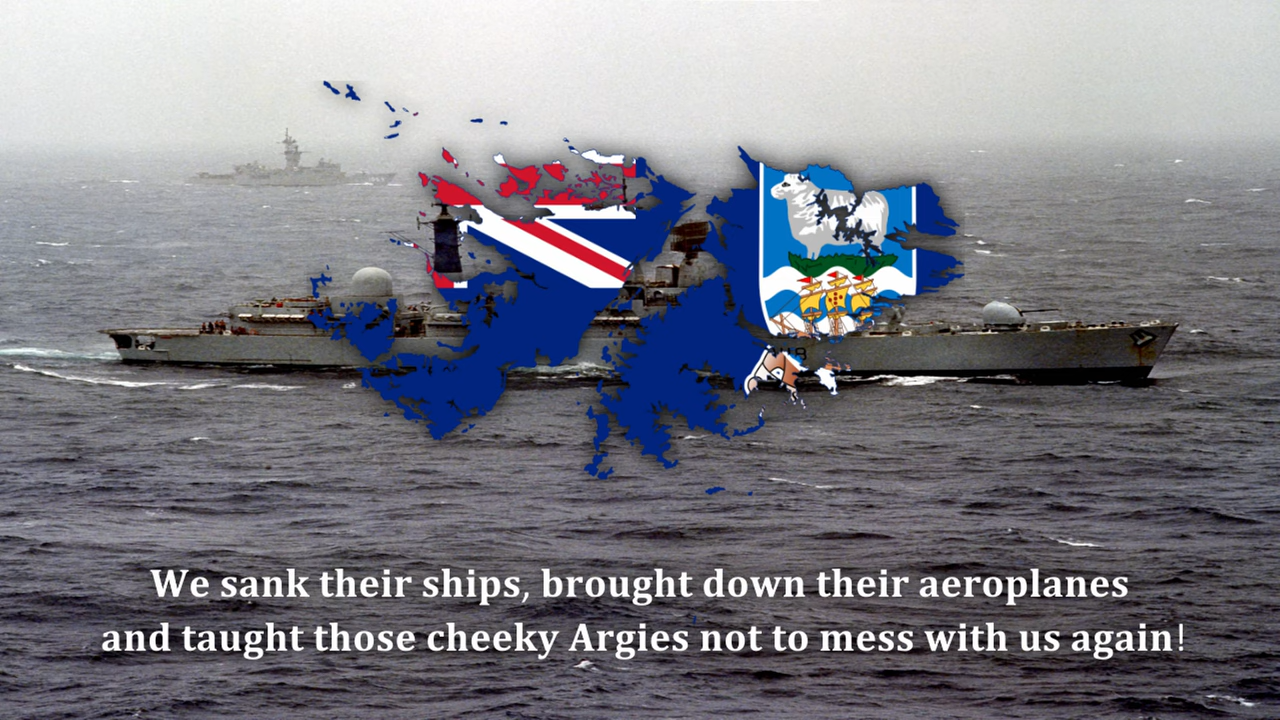 We sank their ships, brought down their aeroplanes
and taught those cheeky Argies not to mess with us again!